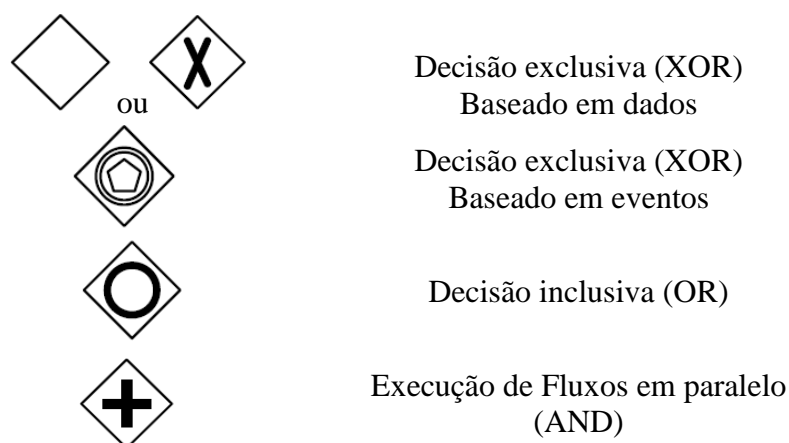 ou
Decisão exclusiva (XOR)
Baseado em dados
Decisão exclusiva (XOR)
Baseado em eventos
Decisão inclusiva (OR)
Execução de Fluxos em paralelo
(AND)